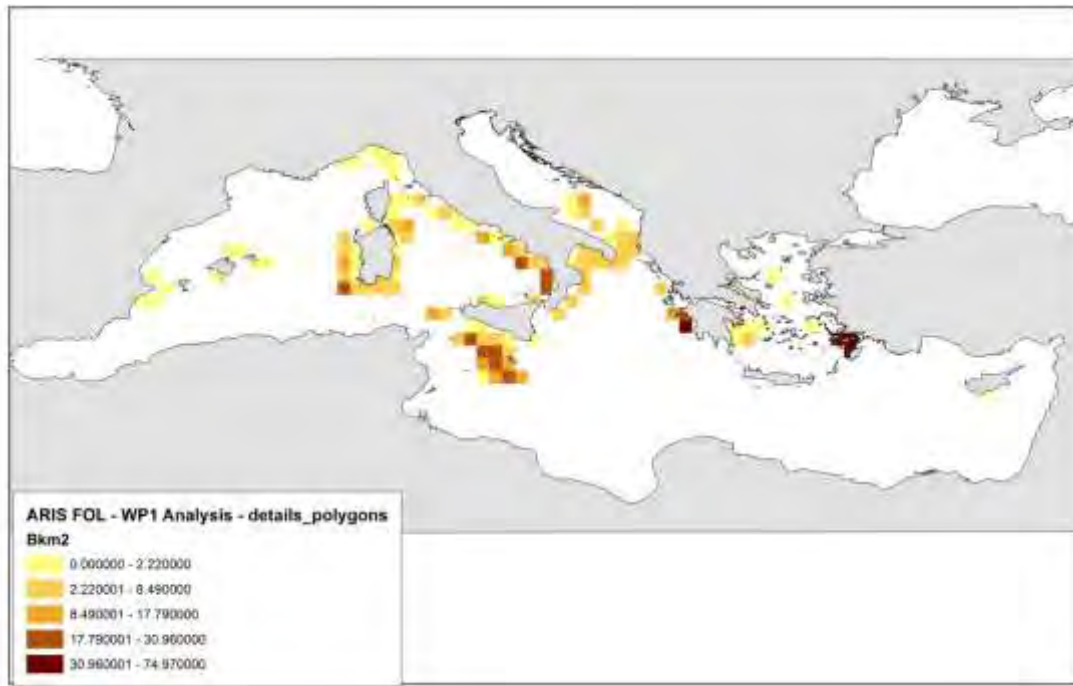 ARIS FOL - WP1 Analysis - details_polygons
Bkm2
0.000000 - 2.220000
2.220001 - 8.490000
8.490001 - 17.790000
17.790001 - 30.960000
30.960001 - 74.970000